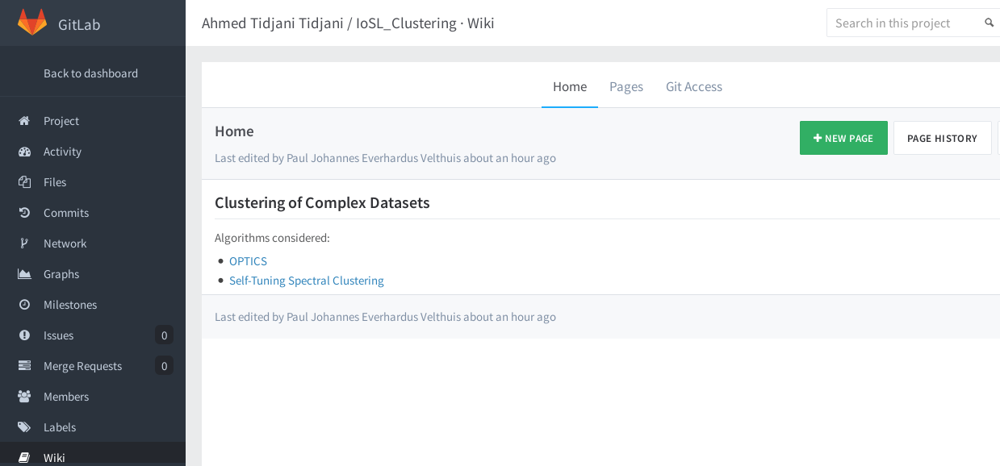 GitLab
Ahmed Tidjani Tidjani / IoSL_Clustering · Wiki
Search in this project
Back to dashboard
Project
Activity
Files
Commits
Network
Graphs
Milestones
Issues 0
Merge Requests 0
Members
Labels
Wiki
Home Pages Git Access
Home
NEW PAGE PAGE HISTORY
Last edited by Paul Johannes Everhardus Velthuis about an hour ago
Clustering of Complex Datasets
Algorithms considered:
OPTICS
Self-Tuning Spectral Clustering
Last edited by Paul Johannes Everhardus Velthuis about an hour ago